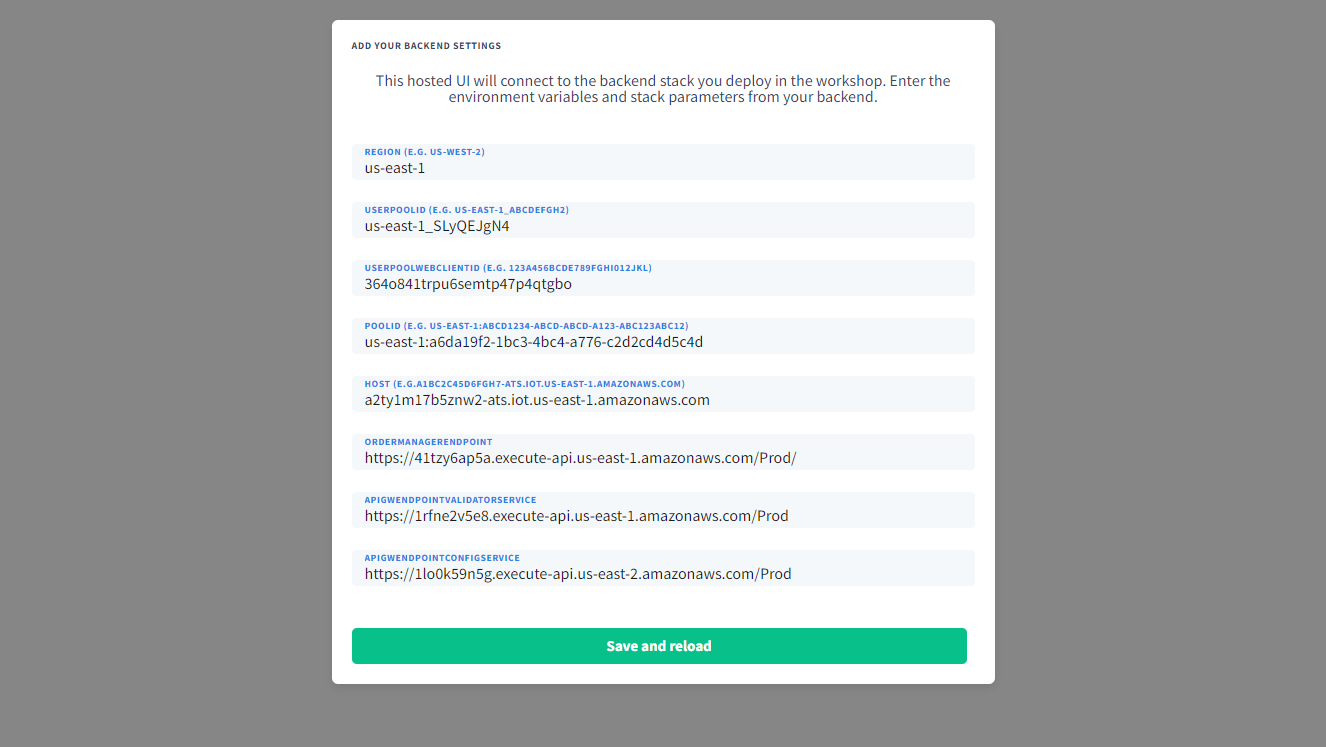 ADD YOUR BACKEND SETTINGS
This hosted UI will connect to the backend stack you deploy in the workshop. Enter the
environment variables and stack parameters from your backend.
REGION (E.G. US-WEST-2)
us-east-1
USERPOOLID (E.G. US-EAST-1_ABCDEFGH2)
us-east-1_SLyQEJgN4
USERPOOLWEBCLIENTID (E.G. 123A456BCDE789FGHI012JKL)
364o841trpu6semtp47p4qtgbo
POOLID (E.G. US-EAST-1:ABCD1234-ABCD-ABCD-A123-ABC123ABC12)
us-east-1:a6da19f2-1bc3-4bc4-a776-c2d2cd4d5c4d
HOST (E.G.A1BC2C45D6FGH7-ATS.IOT.US-EAST-1.AMAZONAWS.COM)
a2ty1m17b5znw2-ats.iot.us-east-1.amazonaws.com
ORDERMANAGERENDPOINT
https://41tzy6ap5a.execute-api.us-east-1.amazonaws.com/Prod/
APIGWENDPOINTVALIDATORSERVICE
https://1rfne2v5e8.execute-api.us-east-1.amazonaws.com/Prod
APIGWENDPOINTCONFIGSERVICE
https://1lo0k59n5g.execute-api.us-east-2.amazonaws.com/Prod
Save and reload